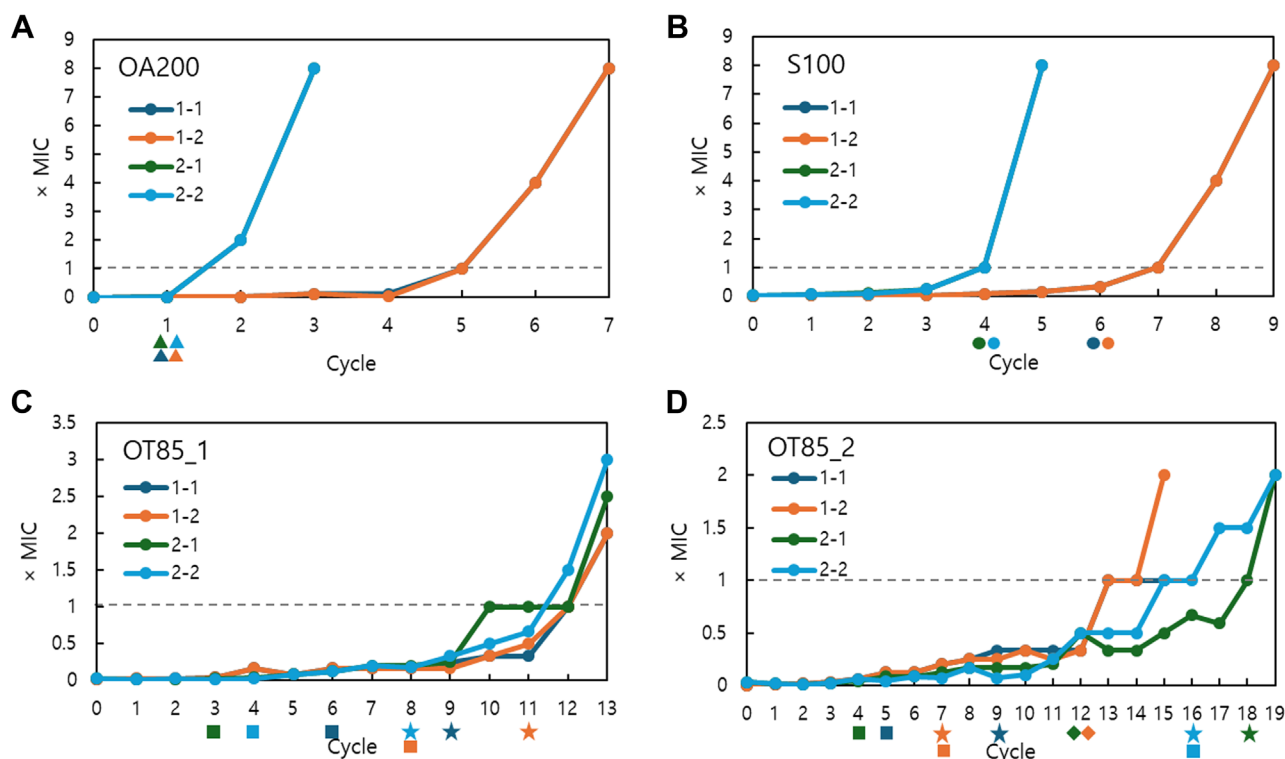 A
OA200
1-1
1-2
2-1
2-2
× MIC
9
8
7
6
5
4
3
2
1
0
0 1 2 3 4 5 6 7
Cycle
B
S100
1-1
1-2
2-1
2-2
× MIC
9
8
7
6
5
4
3
2
1
0
0 1 2 3 4 5 6 7 8 9
Cycle
C
OT85_1
1-1
1-2
2-1
2-2
× MIC
3.5
3
2.5
2
1.5
1
0.5
0
0 1 2 3 4 5 6 7 8 9 10 11 12 13
Cycle
D
OT85_2
1-1
1-2
2-1
2-2
× MIC
2.5
2
1.5
1
0.5
0
0 1 2 3 4 5 6 7 8 9 10 11 12 13 14 15 16 17 18 19
Cycle